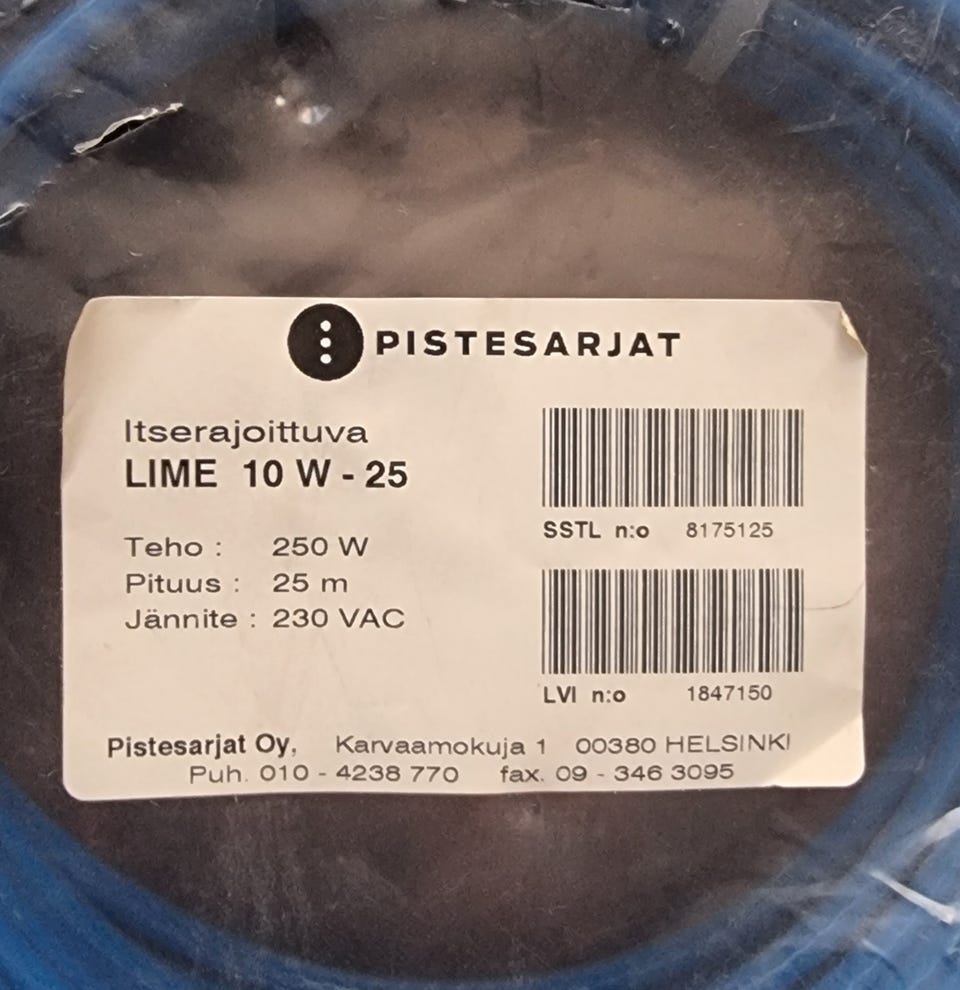 PISTESARJAT
Itserajoittuva
LIME 10 W - 25
Teho : 250 W
Pituus : 25 m
Jännite : 230 VAC
SSTL n:o 8175125
LVI n:o 1847150
Pistesarjat Oy, Karvaamokuja 1 00380 HELSINKI
Puh. 010 - 4238 770 fax. 09 - 346 3095